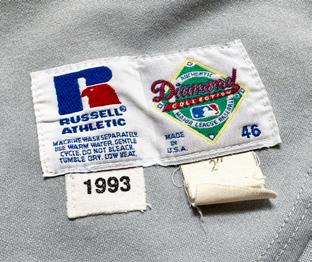 R
RUSSELL®
ATHLETIC
MACHINE WASH SEPARATELY
USE WARM WATER. GENTLE
CYCLE. DO NOT BLEACH.
TUMBLE DRY. LOW HEAT.
AUTHENTIC
Diamond
COLLECTION
MAJOR LEAGUE BASEBALL
MADE
IN
U.S.A.
46
1993
2"